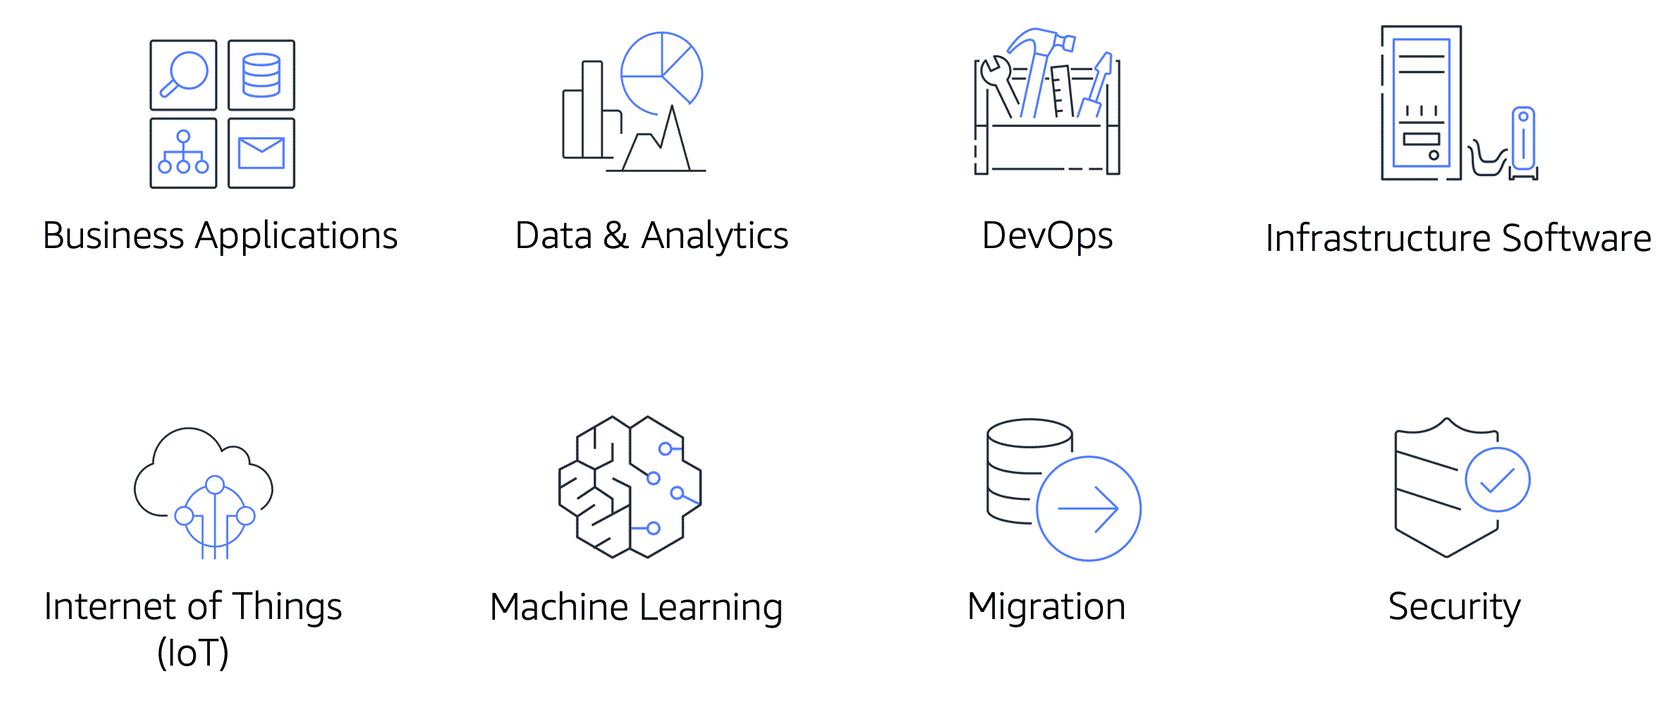 Business Applications
Data & Analytics
DevOps
Infrastructure Software
Internet of Things
(IoT)
Machine Learning
Migration
Security